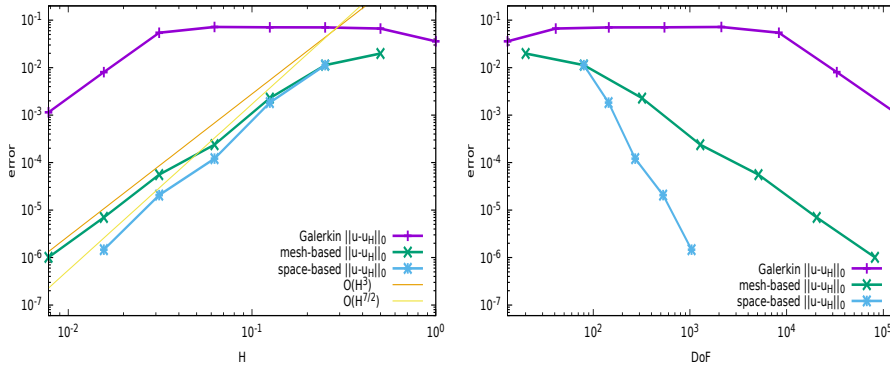 10^-1
10^-2
10^-3
10^-4
10^-5
10^-6
10^-7
error
10^-2
10^-1
10^0
H
Galerkin ||u-u_H||_0
mesh-based ||u-u_H||_0
space-based ||u-u_H||_0
O(H^3)
O(H^7/2)
10^-1
10^-2
10^-3
10^-4
10^-5
10^-6
10^-7
error
10^2
10^3
10^4
10^5
DoF
Galerkin ||u-u_H||_0
mesh-based ||u-u_H||_0
space-based ||u-u_H||_0